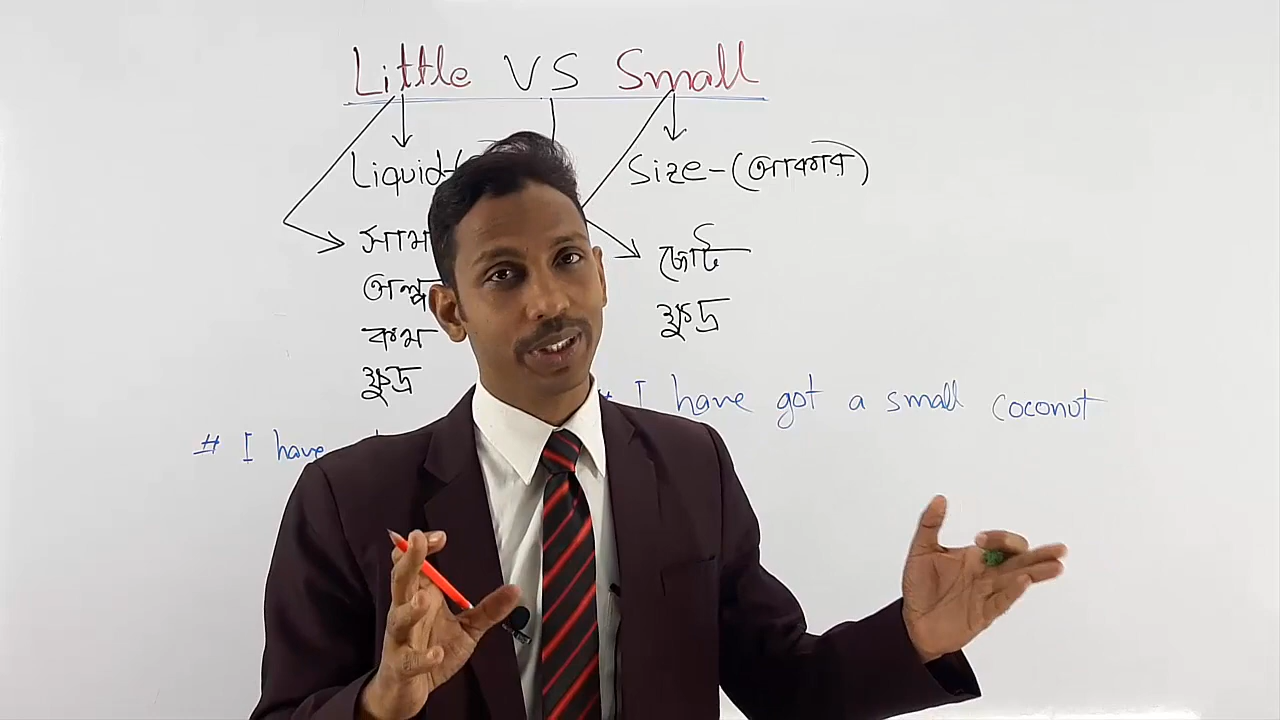 Little VS Small
Liquid-(
Size-(আকার)
অল্প
কম
ক্ষুদ্র
ছোট
ক্ষুদ্র
I have got a small coconut
# I have